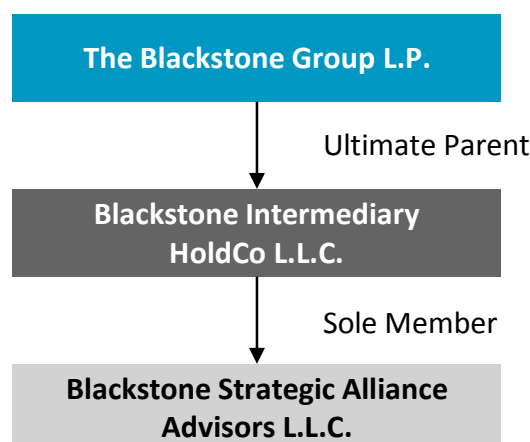 The Blackstone Group L.P.
Ultimate Parent
Blackstone Intermediary
HoldCo L.L.C.
Sole Member
Blackstone Strategic Alliance
Advisors L.L.C.